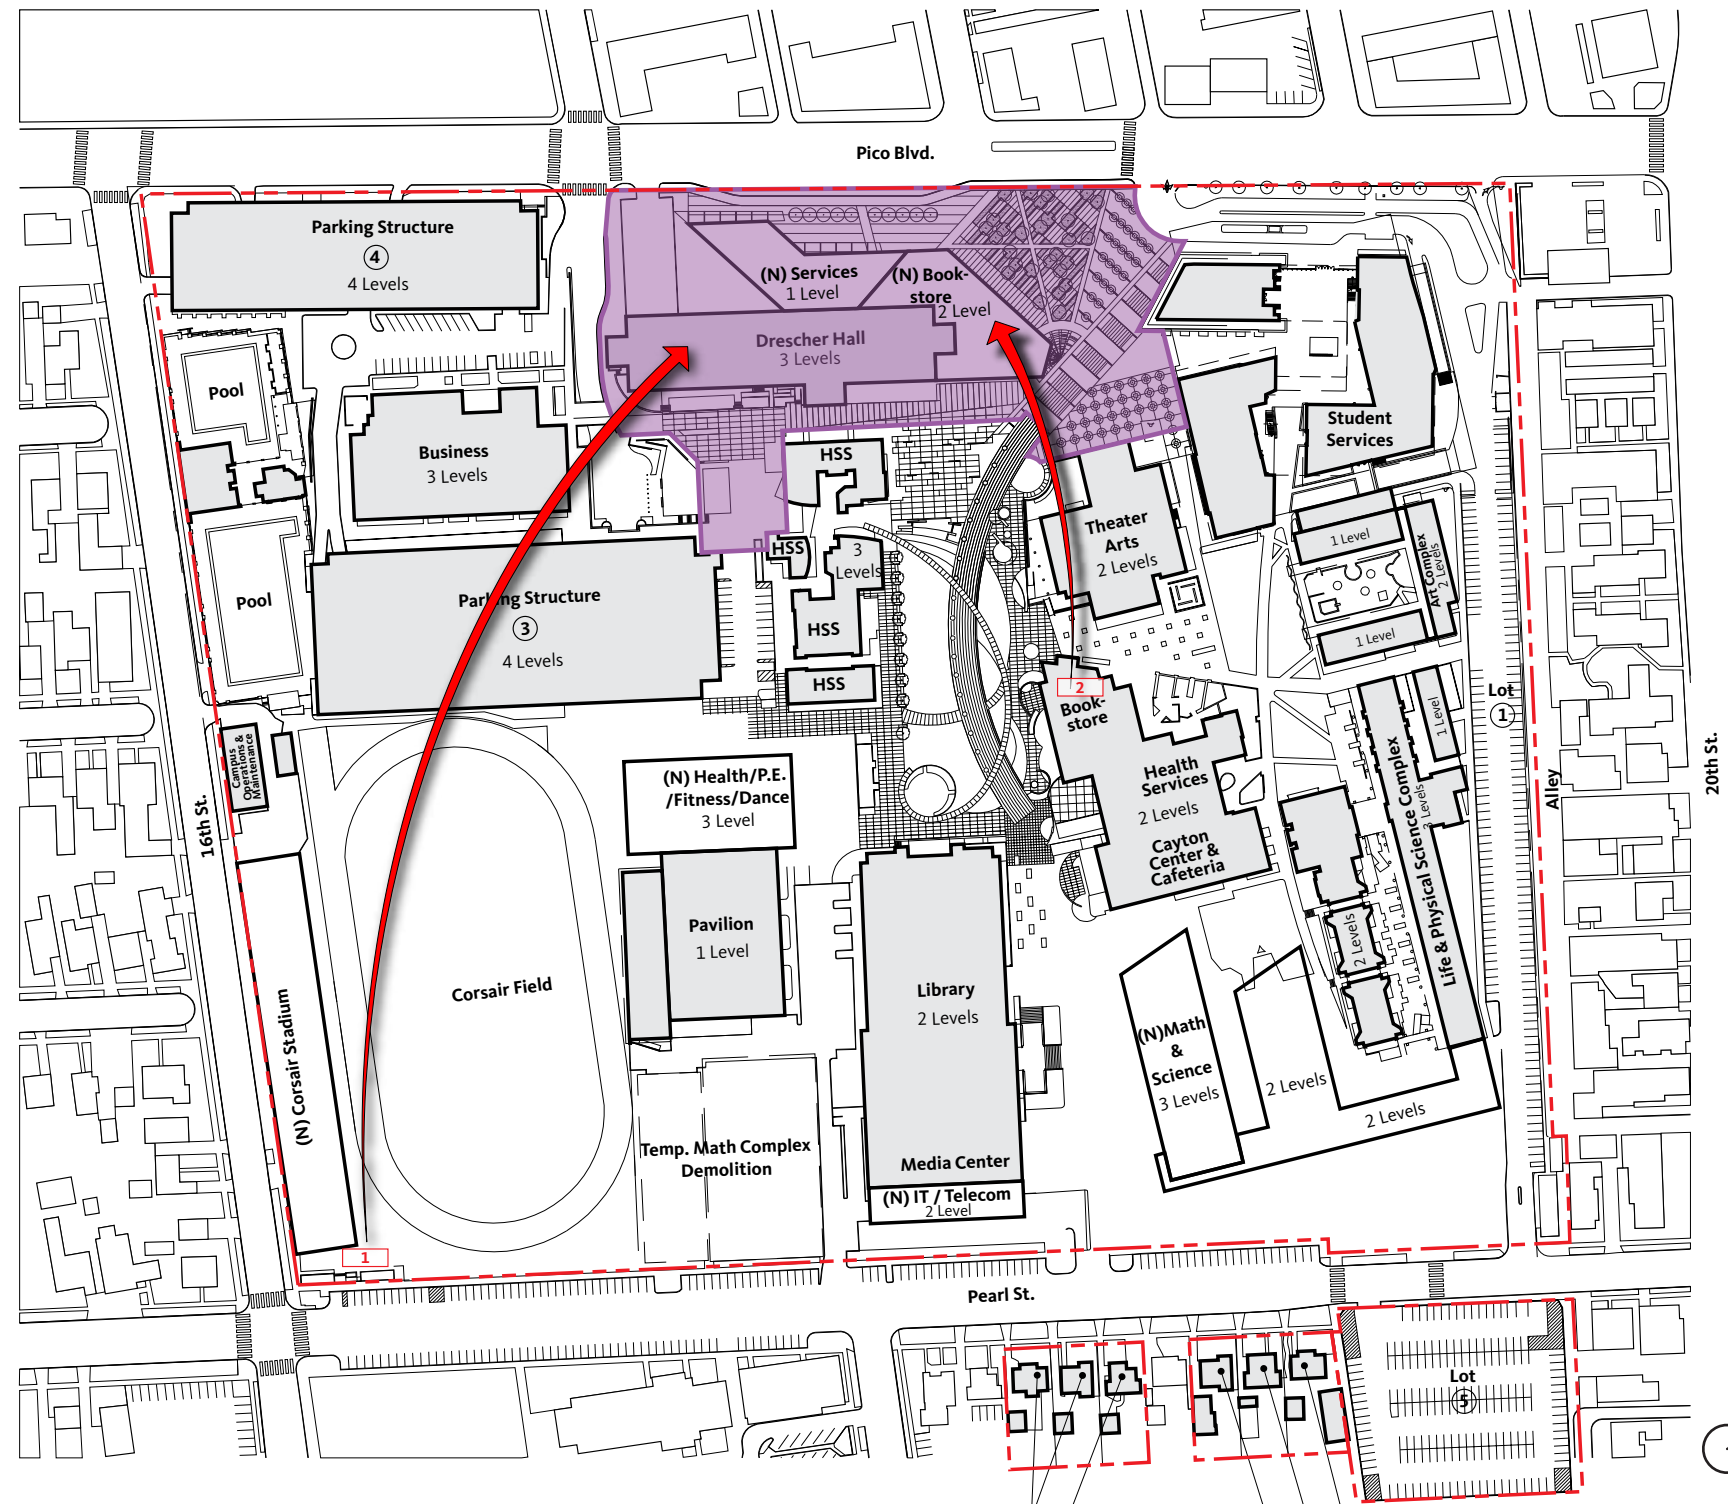 Pico Blvd.
Parking Structure
4
4 Levels
(N) Services
1 Level
(N) Book-
store
2 Level
Drescher Hall
3 Levels
Pool
Business
3 Levels
HSS
Student
Services
Theater
Arts
2 Levels
1 Level
Art Complex
2 Levels
1 Level
HSS
3
Levels
HSS
HSS
Pool
Parking Structure
3
4 Levels
2
Book-
store
Health
Services
2 Levels
Cayton
Center &
Cafeteria
1 Level
Life & Physical Science Complex
3 Levels
2 Levels
Lot
1
Alley
20th St.
16th St.
Campus
Operations &
Maintenance
(N) Health/P.E.
/Fitness/Dance
3 Level
Pavilion
1 Level
Corsair Field
(N) Corsair Stadium
Library
2 Levels
Media Center
(N) IT / Telecom
2 Level
(N)Math
&
Science
3 Levels
2 Levels
2 Levels
Temp. Math Complex
Demolition
1
Pearl St.
Lot
5